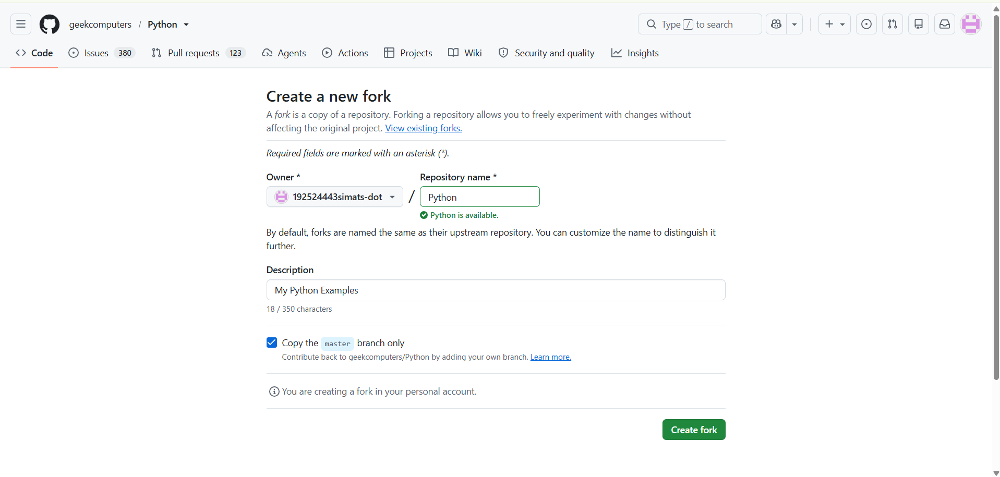 geekcomputers / Python
Type / to search
Code
Issues 380
Pull requests 123
Agents
Actions
Projects
Wiki
Security and quality
Insights
Create a new fork
A fork is a copy of a repository. Forking a repository allows you to freely experiment with changes without
affecting the original project. View existing forks.
Required fields are marked with an asterisk (*).
Owner *
Repository name *
192524443simats-dot / Python
Python is available.
By default, forks are named the same as their upstream repository. You can customize the name to distinguish it
further.
Description
My Python Examples
18 / 350 characters
Copy the master branch only
Contribute back to geekcomputers/Python by adding your own branch. Learn more.
You are creating a fork in your personal account.
Create fork